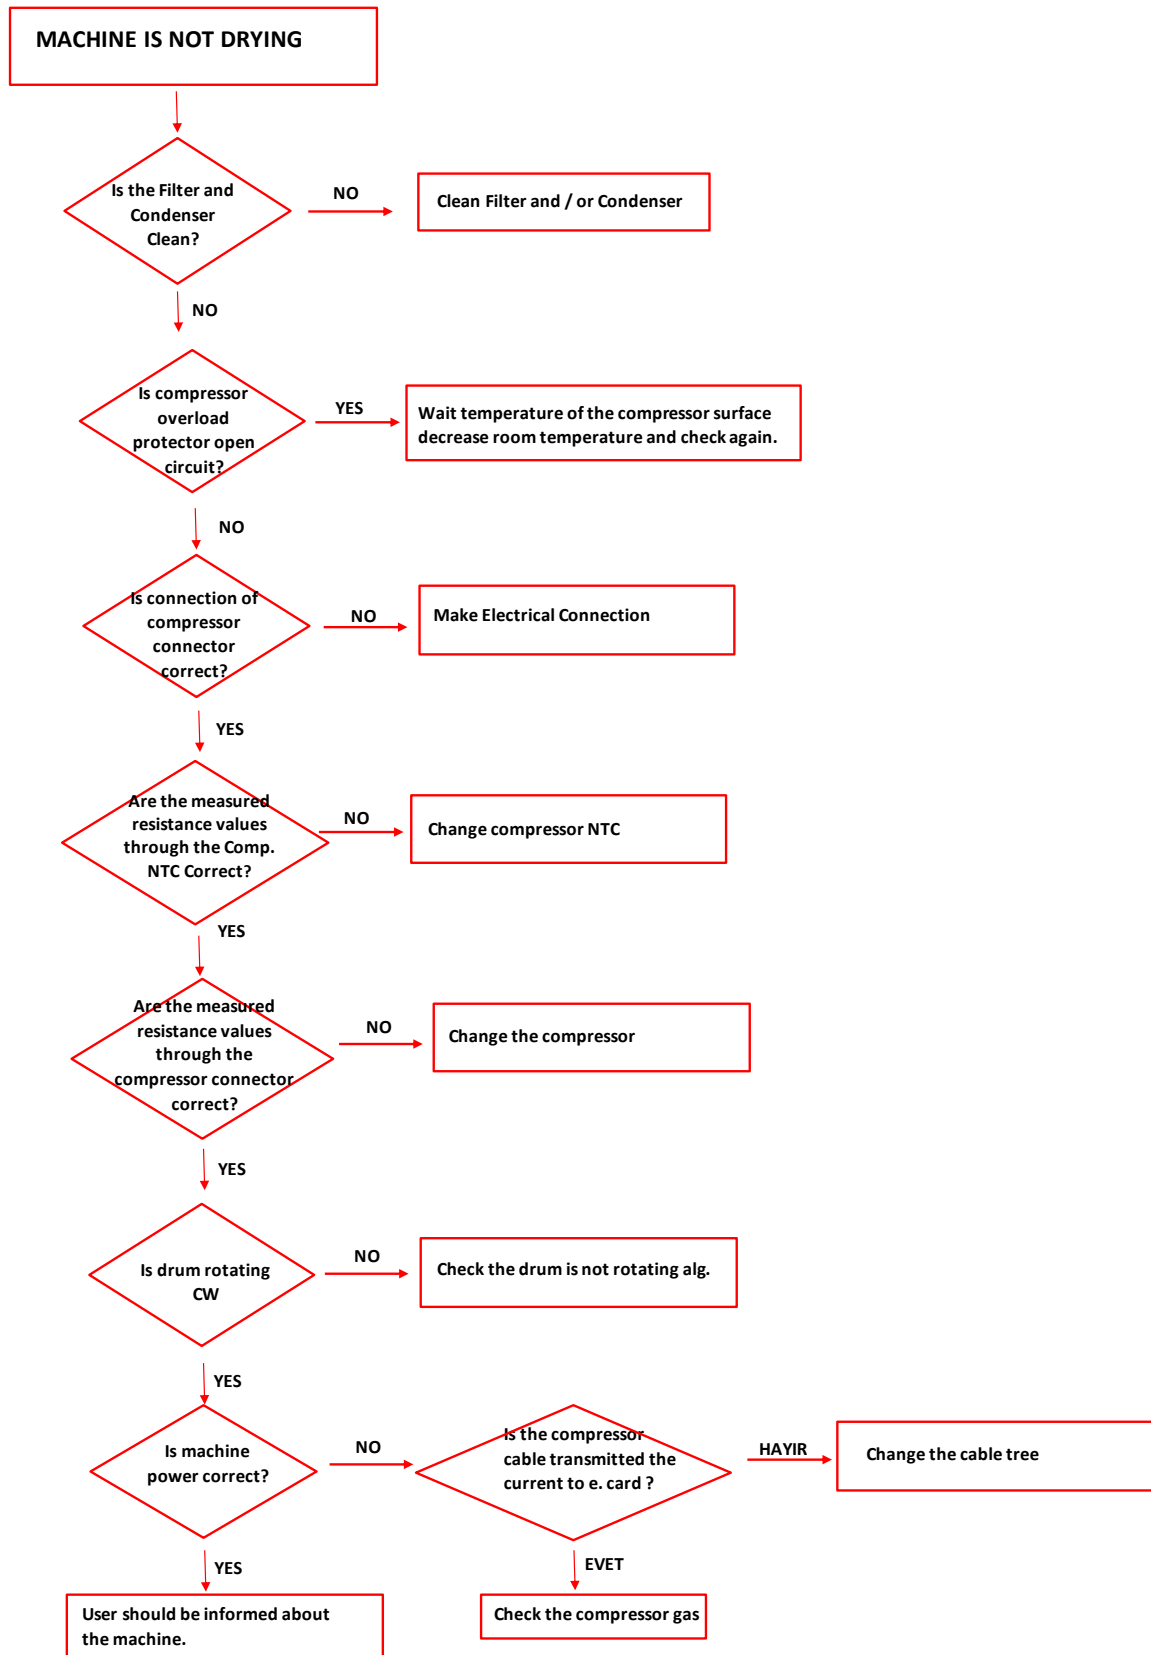 MACHINE IS NOT DRYING
Is the Filter and
Condenser
Clean?
NO
Clean Filter and / or Condenser
NO
Is compressor
overload
protector open
circuit?
YES
Wait temperature of the compressor surface
decrease room temperature and check again.
NO
Is connection of
compressor
connector
correct?
NO
Make Electrical Connection
YES
Are the measured
resistance values
through the Comp.
NTC Correct?
NO
Change compressor NTC
YES
Are the measured
resistance values
through the
compressor connector
correct?
NO
Change the compressor
YES
Is drum rotating
CW
NO
Check the drum is not rotating alg.
YES
Is machine
power correct?
NO
Is the compressor
cable transmitted the
current to e. card ?
HAYIR
Change the cable tree
YES
EVET
User should be informed about
the machine.
Check the compressor gas